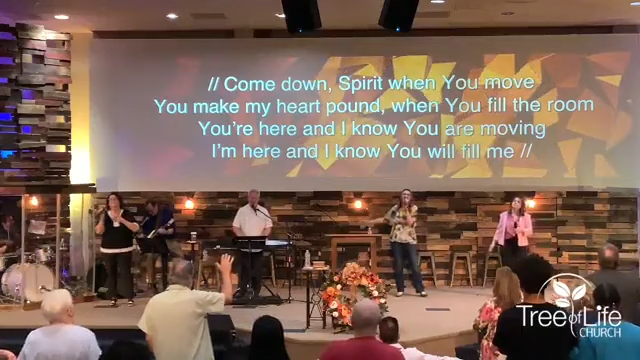 // Come down, Spirit when You move
You make my heart pound, when You fill the room
You're here and I know You are moving
I'm here and I know You will fill me //
Tree of Life
CHURCH